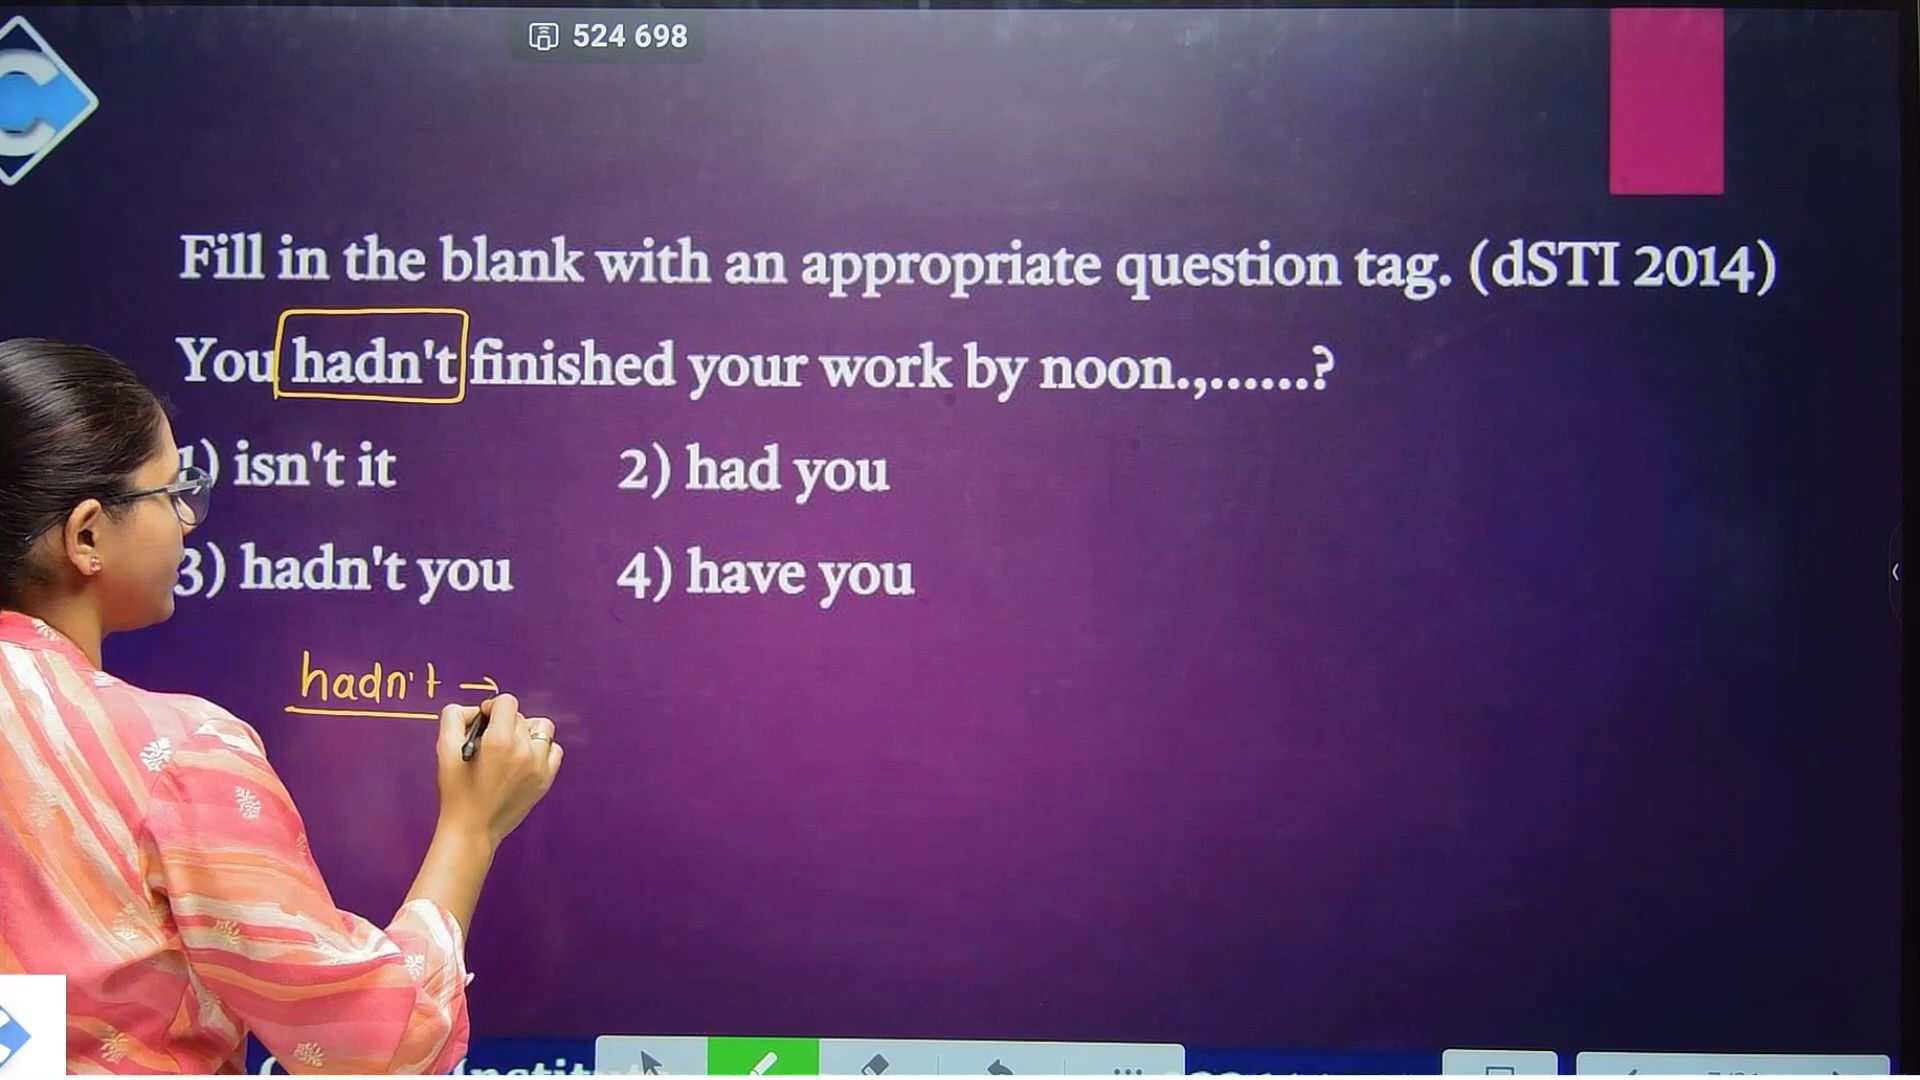 524 698
Fill in the blank with an appropriate question tag. (dSTI 2014)
You hadn't finished your work by noon.,......?
1) isn't it 2) had you
3) hadn't you 4) have you
hadn't →